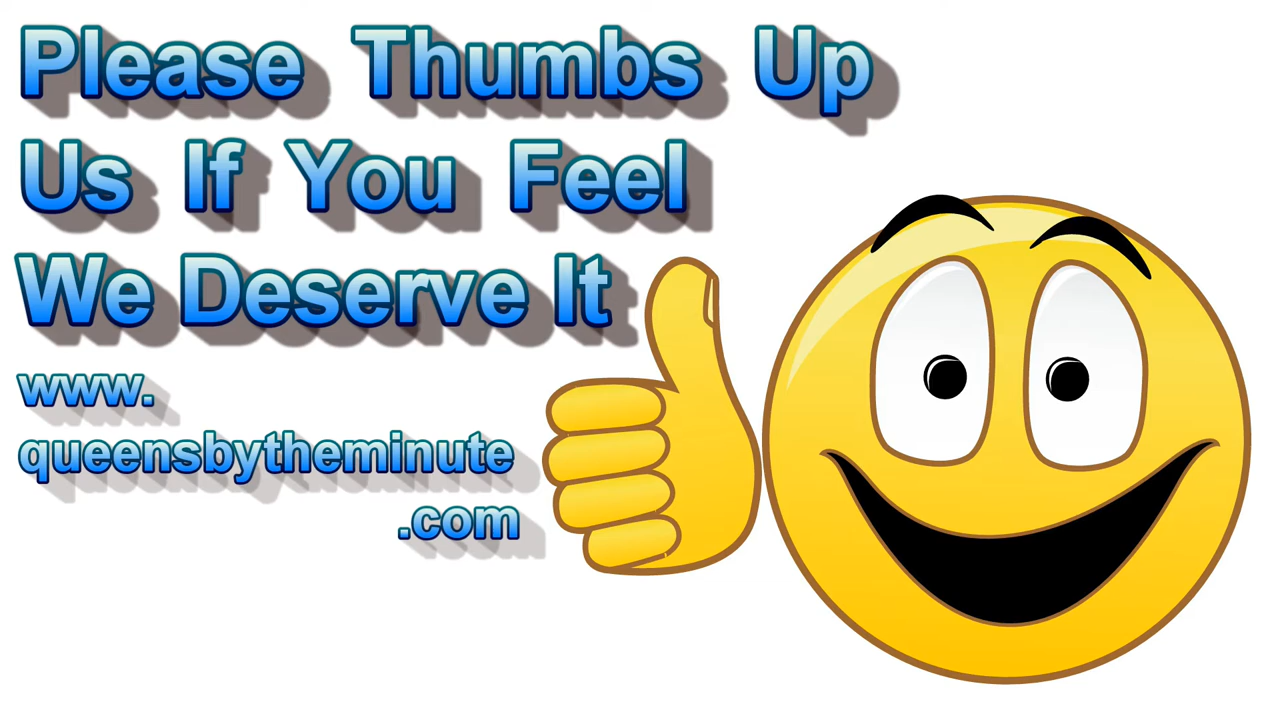 Please Thumbs Up
Us If You Feel
We Deserve It
www.
queensbytheminute
.com